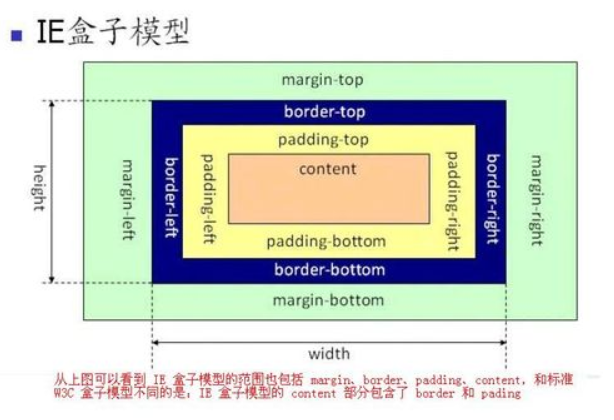 IE盒子模型
margin-top
border-top
padding-top
content
height
margin-left
border-left
padding-left
padding-right
border-right
margin-right
padding-bottom
border-bottom
margin-bottom
width
从上图可以看到 IE 盒子模型的范围也包括 margin、border、padding、content，和标准
W3C 盒子模型不同的是：IE 盒子模型的 content 部分包含了 border 和 pading